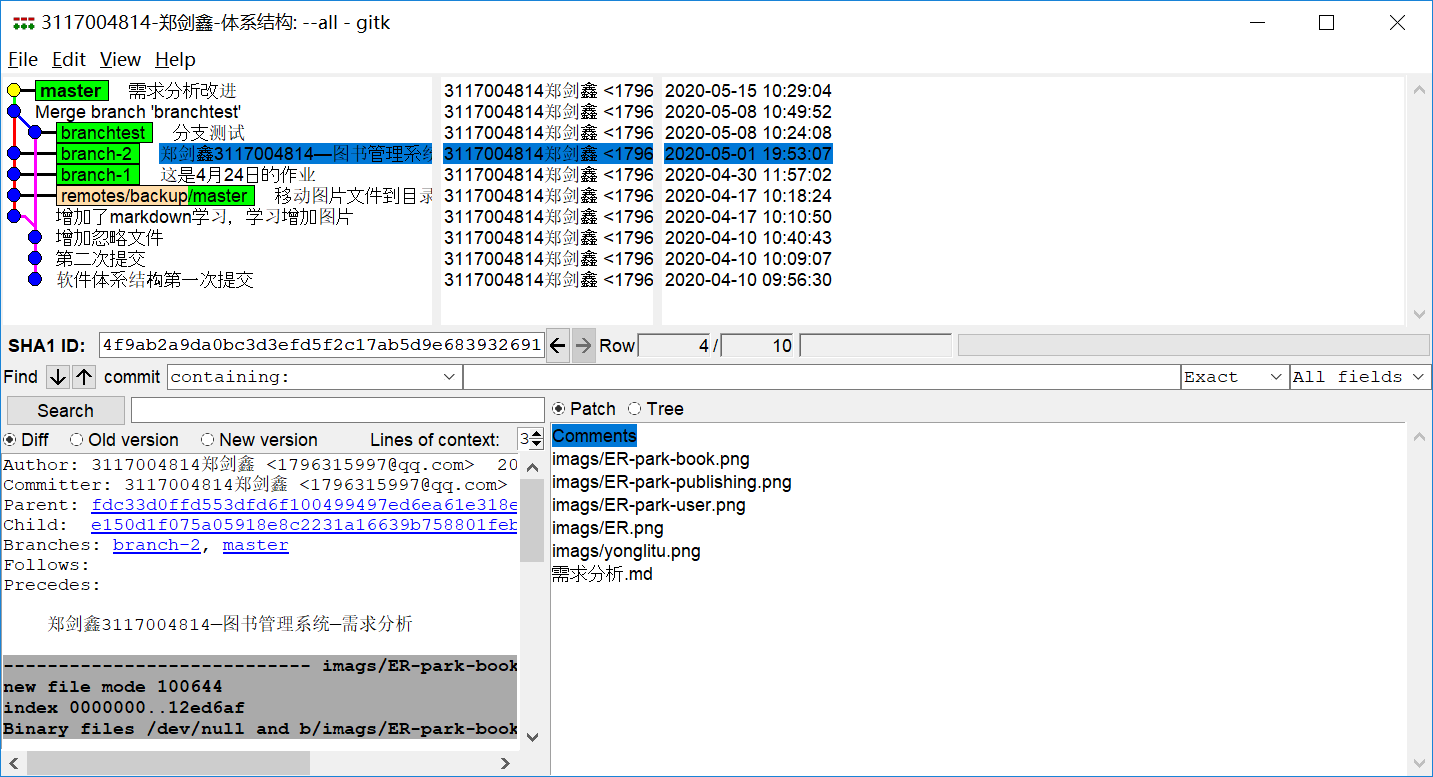 3117004814-郑剑鑫-体系结构: --all - gitk
File Edit View Help
master 需求分析改进 3117004814郑剑鑫 <1796 2020-05-15 10:29:04
Merge branch 'branchtest' 3117004814郑剑鑫 <1796 2020-05-08 10:49:52
branchtest 分支测试 3117004814郑剑鑫 <1796 2020-05-08 10:24:08
branch-2 郑剑鑫3117004814—图书管理系统 3117004814郑剑鑫 <1796 2020-05-01 19:53:07
branch-1 这是4月24日的作业 3117004814郑剑鑫 <1796 2020-04-30 11:57:02
remotes/backup/master 移动图片文件到目录 3117004814郑剑鑫 <1796 2020-04-17 10:18:24
增加了markdown学习，学习增加图片 3117004814郑剑鑫 <1796 2020-04-17 10:10:50
增加忽略文件 3117004814郑剑鑫 <1796 2020-04-10 10:40:43
第二次提交 3117004814郑剑鑫 <1796 2020-04-10 10:09:07
软件体系结构第一次提交 3117004814郑剑鑫 <1796 2020-04-10 09:56:30
SHA1 ID: 4f9ab2a9da0bc3d3efd5f2c17ab5d9e683932691 Row 4 / 10
Find commit containing: Exact All fields
Search
Diff Old version New version Lines of context: 3
Author: 3117004814郑剑鑫 <1796315997@qq.com> 20
Committer: 3117004814郑剑鑫 <1796315997@qq.com>
Parent: fdc33d0ffd553dfd6f100499497ed6ea61e318e
Child: e150d1f075a05918e8c2231a16639b758801feb
Branches: branch-2, master
Follows:
Precedes:
郑剑鑫3117004814—图书管理系统—需求分析
---------------------------- imags/ER-park-book
new file mode 100644
index 0000000..12ed6af
Binary files /dev/null and b/imags/ER-park-book
Patch Tree
Comments
imags/ER-park-book.png
imags/ER-park-publishing.png
imags/ER-park-user.png
imags/ER.png
imags/yonglitu.png
需求分析.md